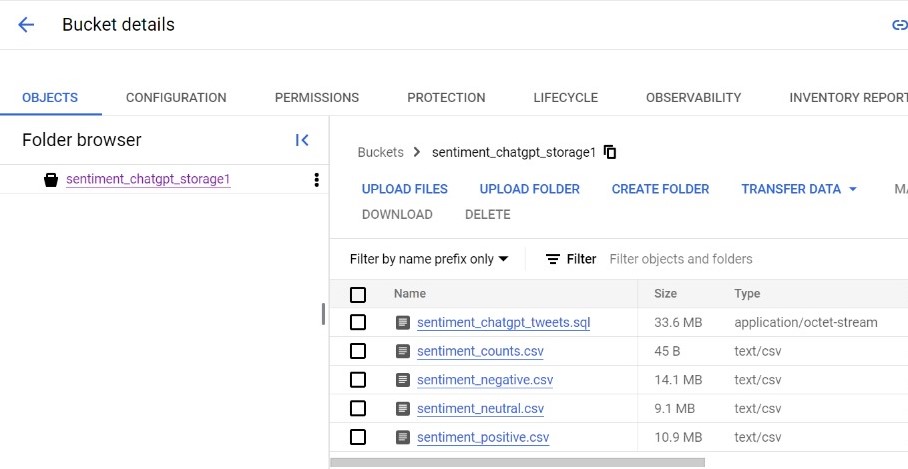 Bucket details
OBJECTS CONFIGURATION PERMISSIONS PROTECTION LIFECYCLE OBSERVABILITY INVENTORY REPORT
Folder browser
sentiment_chatgpt_storage1
Buckets > sentiment_chatgpt_storage1
UPLOAD FILES UPLOAD FOLDER CREATE FOLDER TRANSFER DATA
DOWNLOAD DELETE
Filter by name prefix only Filter Filter objects and folders
Name Size Type
sentiment_chatgpt_tweets.sql 33.6 MB application/octet-stream
sentiment_counts.csv 45 B text/csv
sentiment_negative.csv 14.1 MB text/csv
sentiment_neutral.csv 9.1 MB text/csv
sentiment_positive.csv 10.9 MB text/csv